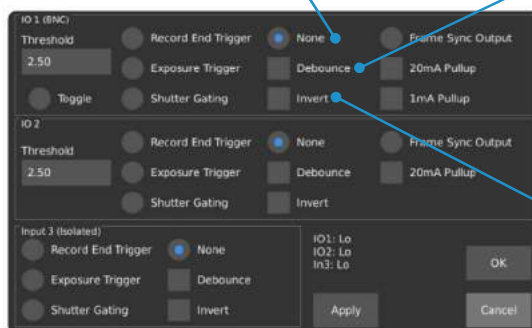 IO 1 (BNC)
Threshold Record End Trigger None Frame Sync Output
2.50 Exposure Trigger Debounce 20mA Pullup
Toggle Shutter Gating Invert 1mA Pullup
IO 2
Threshold Record End Trigger None Frame Sync Output
2.50 Exposure Trigger Debounce 20mA Pullup
Shutter Gating Invert
Input 3 (Isolated)
Record End Trigger None
Exposure Trigger Debounce
Shutter Gating Invert
IO1: Lo
IO2: Lo
In3: Lo
OK
Apply Cancel